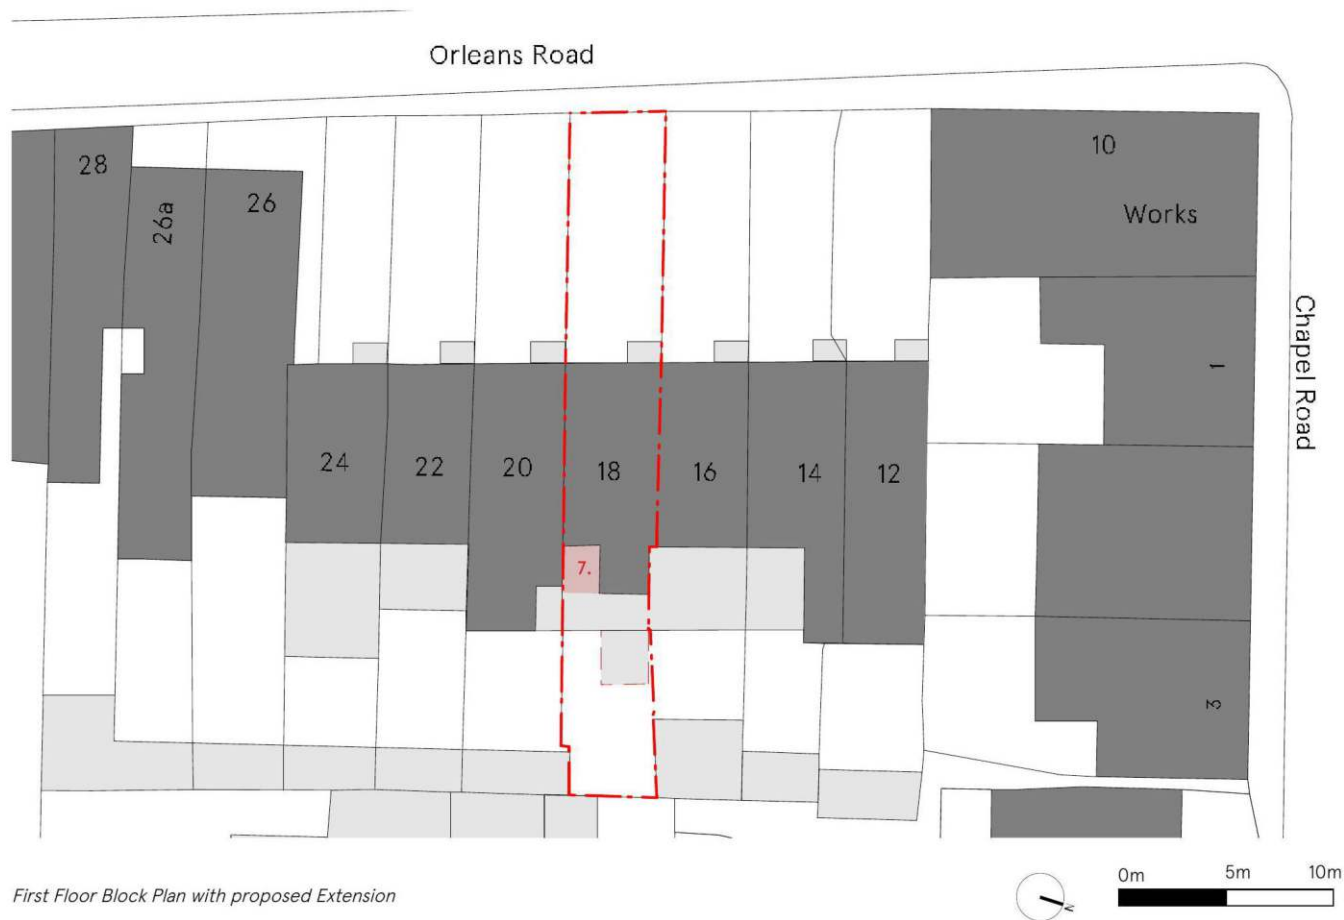 Orleans Road
28
26a
26
10
Works
Chapel Road
1
24
22
20
18
16
14
12
7.
3
First Floor Block Plan with proposed Extension
N
0m
5m
10m